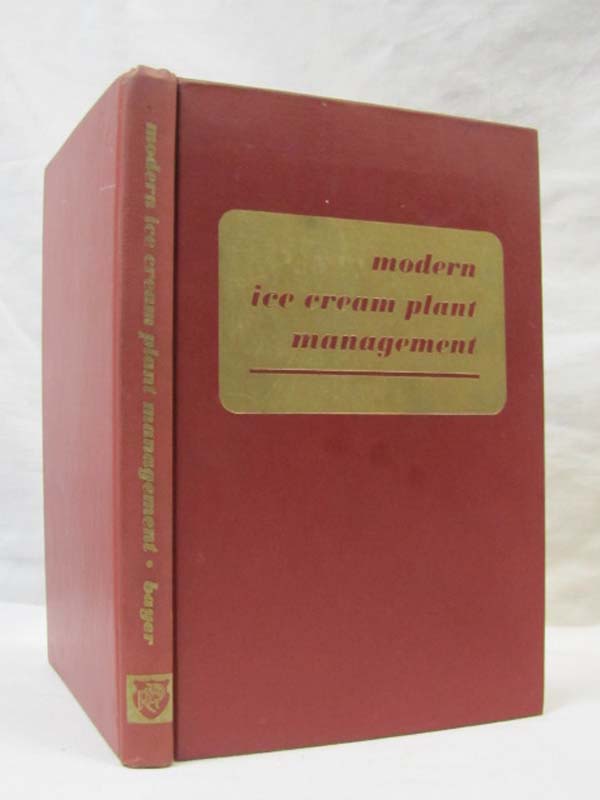 modern ice cream plant management • bayer
modern
ice cream plant
management